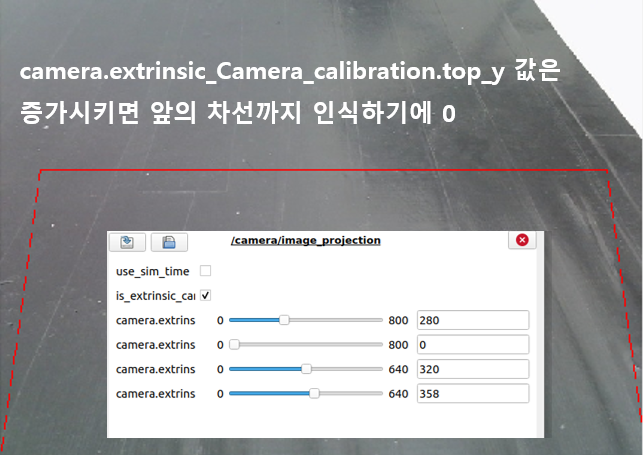 camera.extrinsic_Camera_calibration.top_y 값은
증가시키면 앞의 차선까지 인식하기에 0
/camera/image_projection
use_sim_time
is_extrinsic_car
camera.extrins 0 800 280
camera.extrins 0 800 0
camera.extrins 0 640 320
camera.extrins 0 640 358